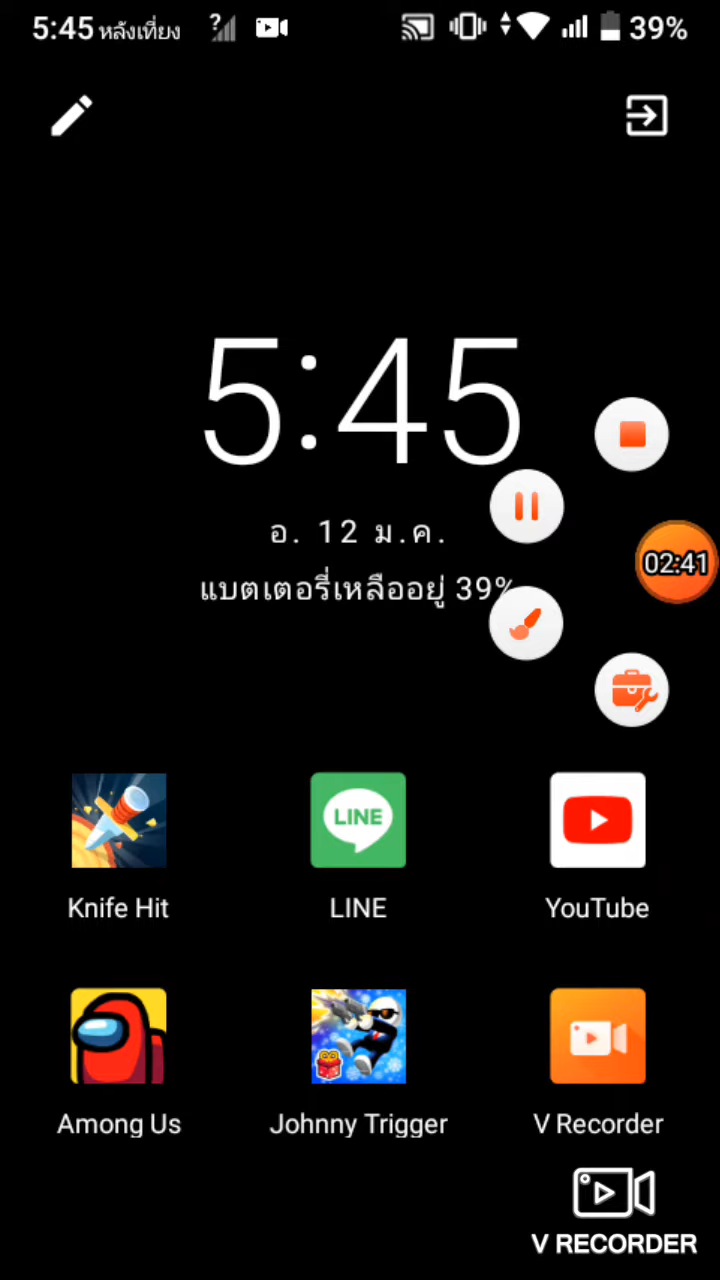 5:45 หลังเที่ยง ? 39%
5:45
อ. 12 ม.ค.
แบตเตอรี่เหลืออยู่ 39%
02:41
Knife Hit
LINE
LINE
YouTube
Among Us
Johnny Trigger
V Recorder
V RECORDER